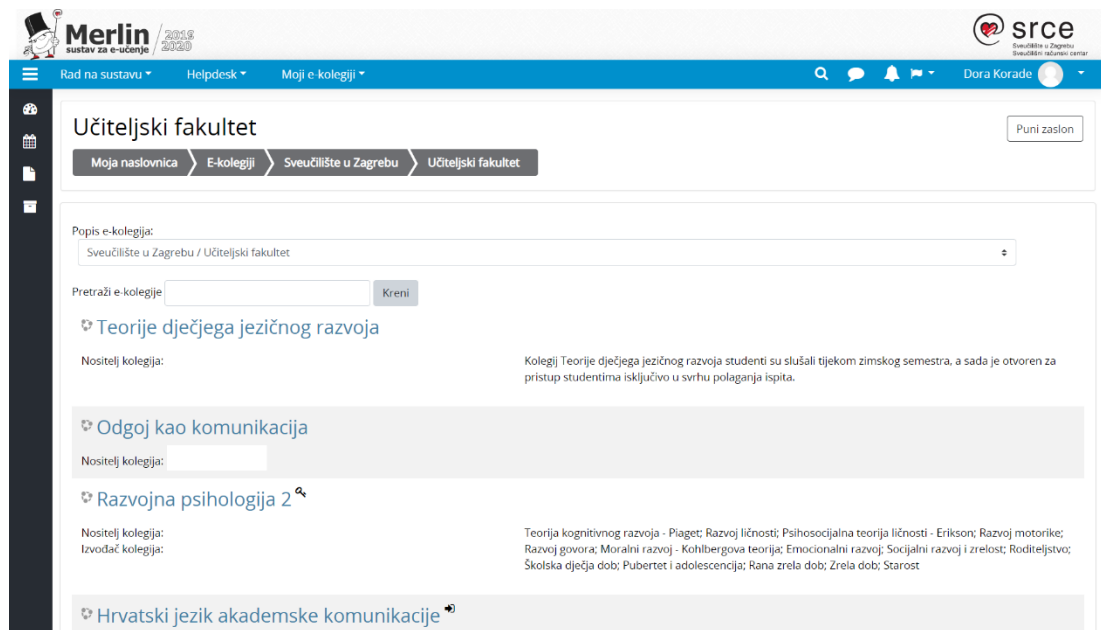 Merlin
sustav za e-učenje
2019
2020
srce
Sveučilište u Zagrebu
Sveučilišni računski centar
Rad na sustavu Helpdesk Moji e-kolegiji Dora Korade
Učiteljski fakultet
Puni zaslon
Moja naslovnica E-kolegiji Sveučilište u Zagrebu Učiteljski fakultet
Popis e-kolegija:
Sveučilište u Zagrebu / Učiteljski fakultet
Pretraži e-kolegije Kreni
Teorije dječjega jezičnog razvoja
Nositelj kolegija:
Kolegij Teorije dječjega jezičnog razvoja studenti su slušali tijekom zimskog semestra, a sada je otvoren za
pristup studentima isključivo u svrhu polaganja ispita.
Odgoj kao komunikacija
Nositelj kolegija:
Razvojna psihologija 2
Nositelj kolegija:
Izvođač kolegija:
Teorija kognitivnog razvoja - Piaget; Razvoj ličnosti; Psihosocijalna teorija ličnosti - Erikson; Razvoj motorike;
Razvoj govora; Moralni razvoj - Kohlbergova teorija; Emocionalni razvoj; Socijalni razvoj i zrelost; Roditeljstvo;
Školska dječja dob; Pubertet i adolescencija; Rana zrela dob; Zrela dob; Starost
Hrvatski jezik akademske komunikacije